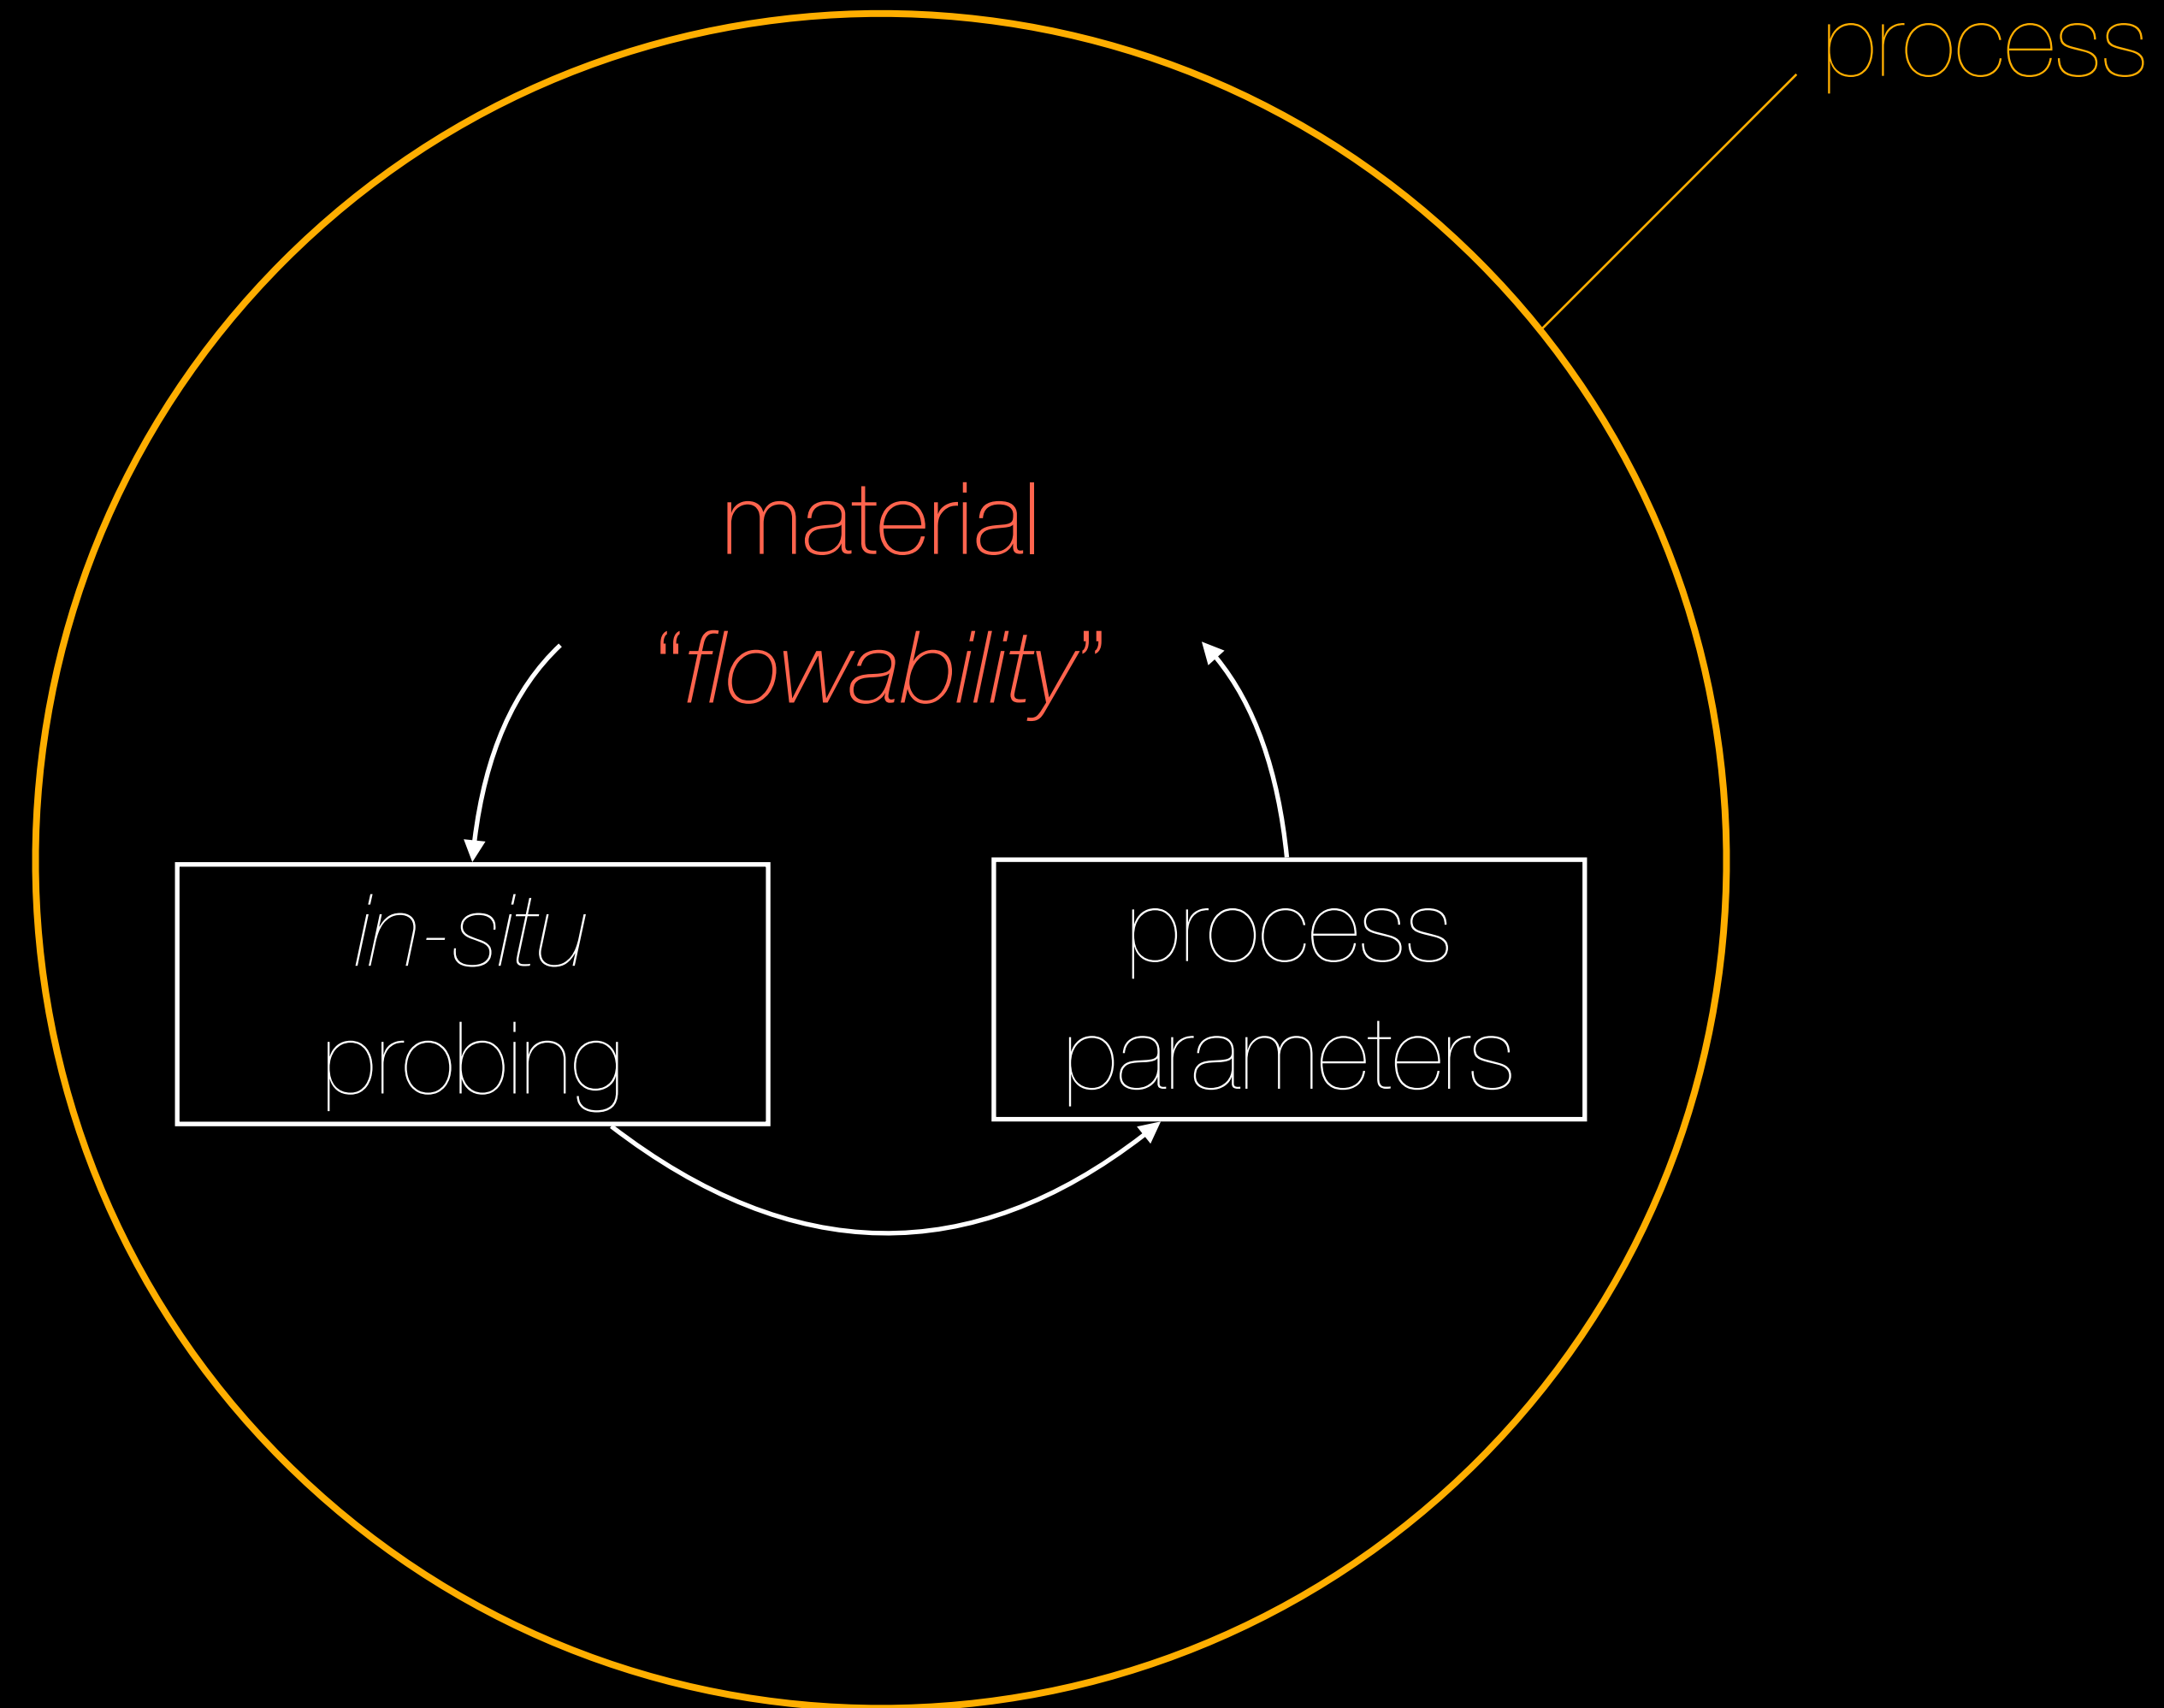 process
material
“flowability”
in-situ
probing
process
parameters